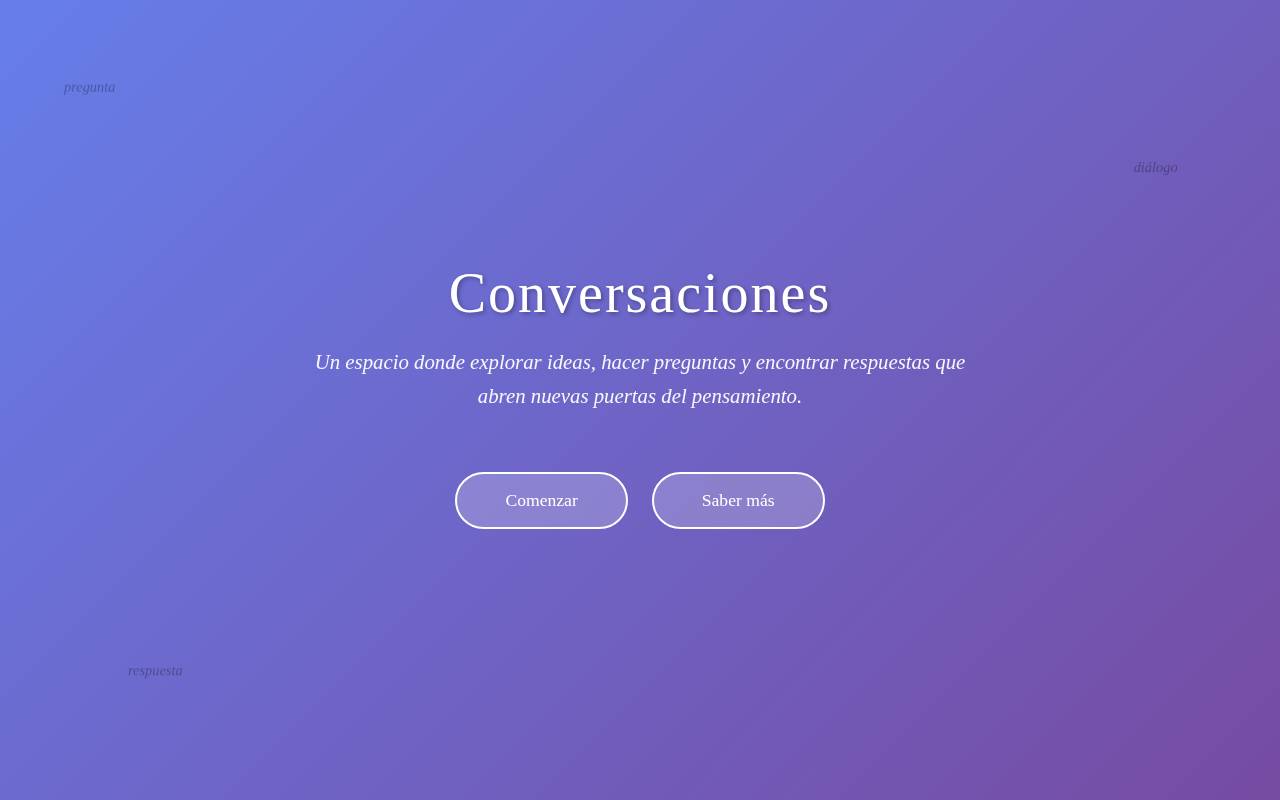 pregunta
diálogo
Conversaciones
Un espacio donde explorar ideas, hacer preguntas y encontrar respuestas que
abren nuevas puertas del pensamiento.
Comenzar
Saber más
respuesta